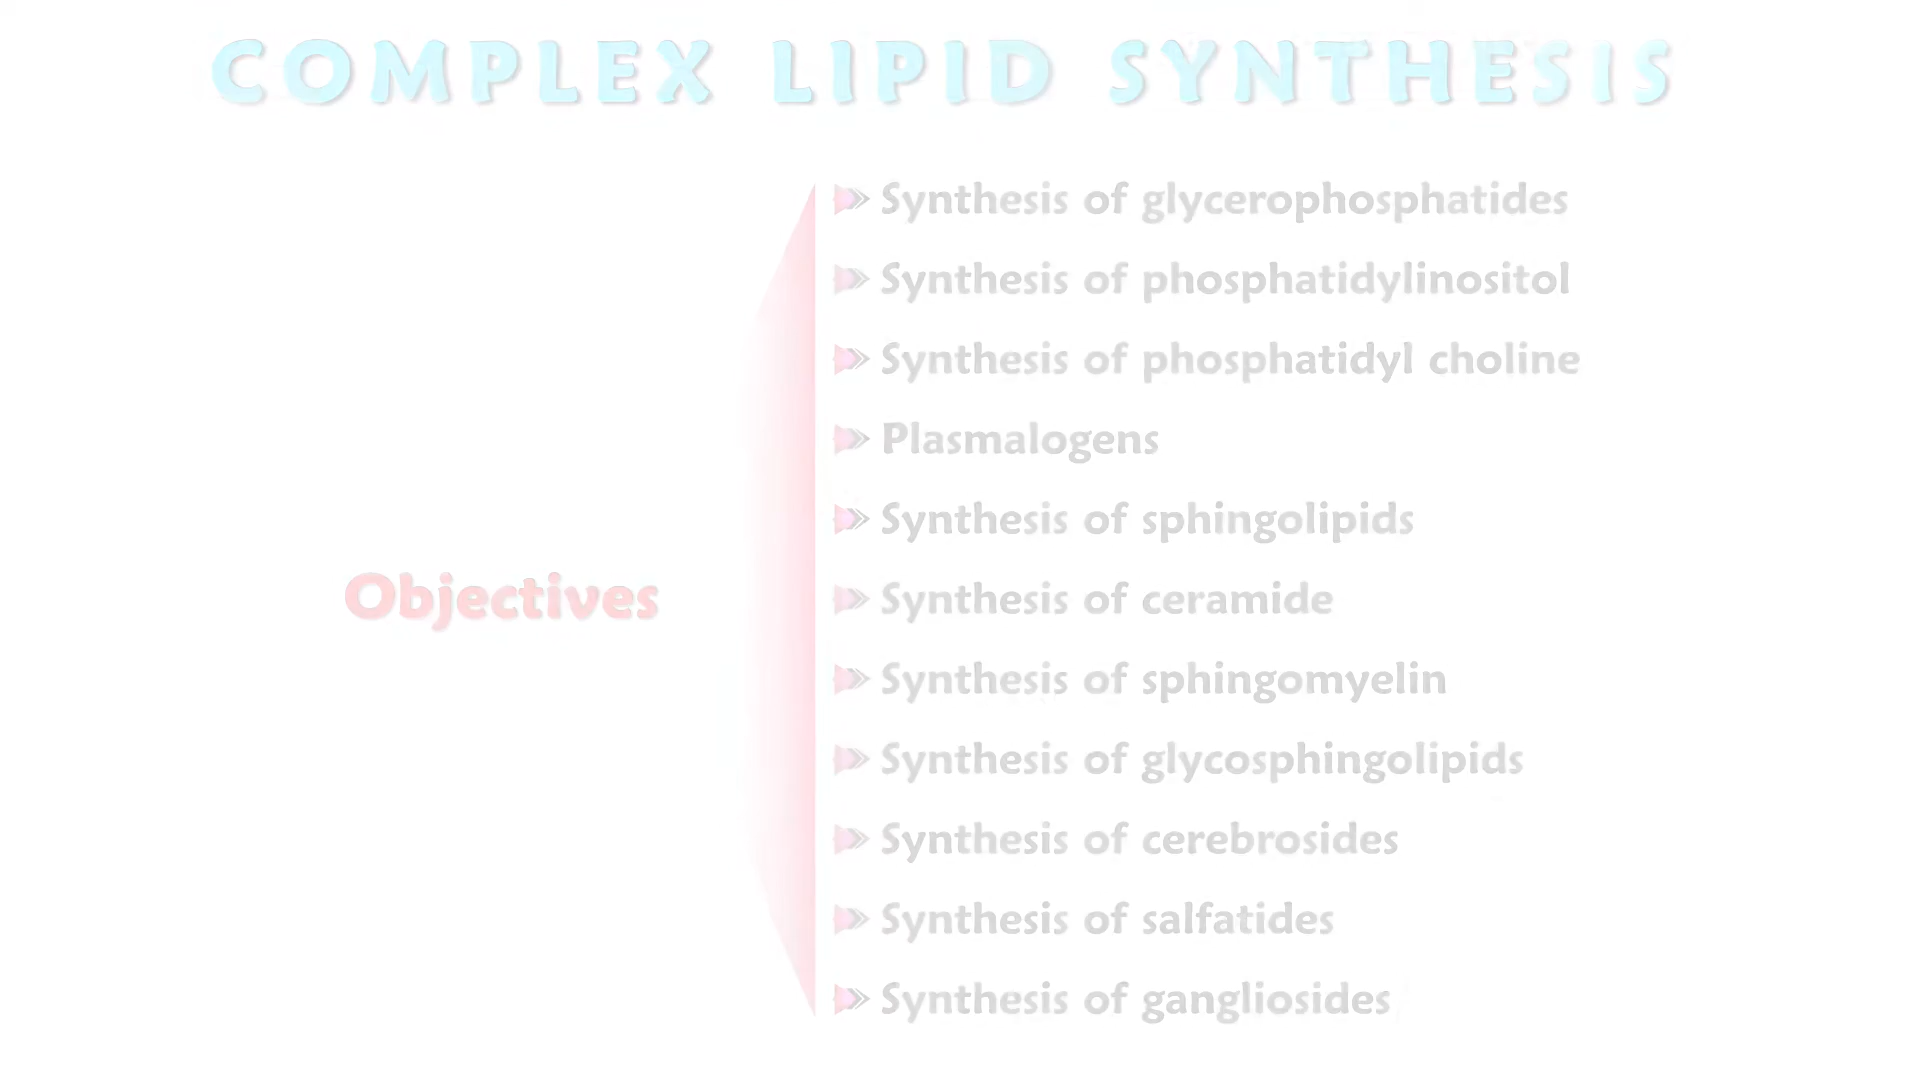 COMPLEX LIPID SYNTHESIS
Objectives
Synthesis of glycerophosphatides
Synthesis of phosphatidylinositol
Synthesis of phosphatidyl choline
Plasmalogens
Synthesis of sphingolipids
Synthesis of ceramide
Synthesis of sphingomyelin
Synthesis of glycosphingolipids
Synthesis of cerebrosides
Synthesis of salfatides
Synthesis of gangliosides